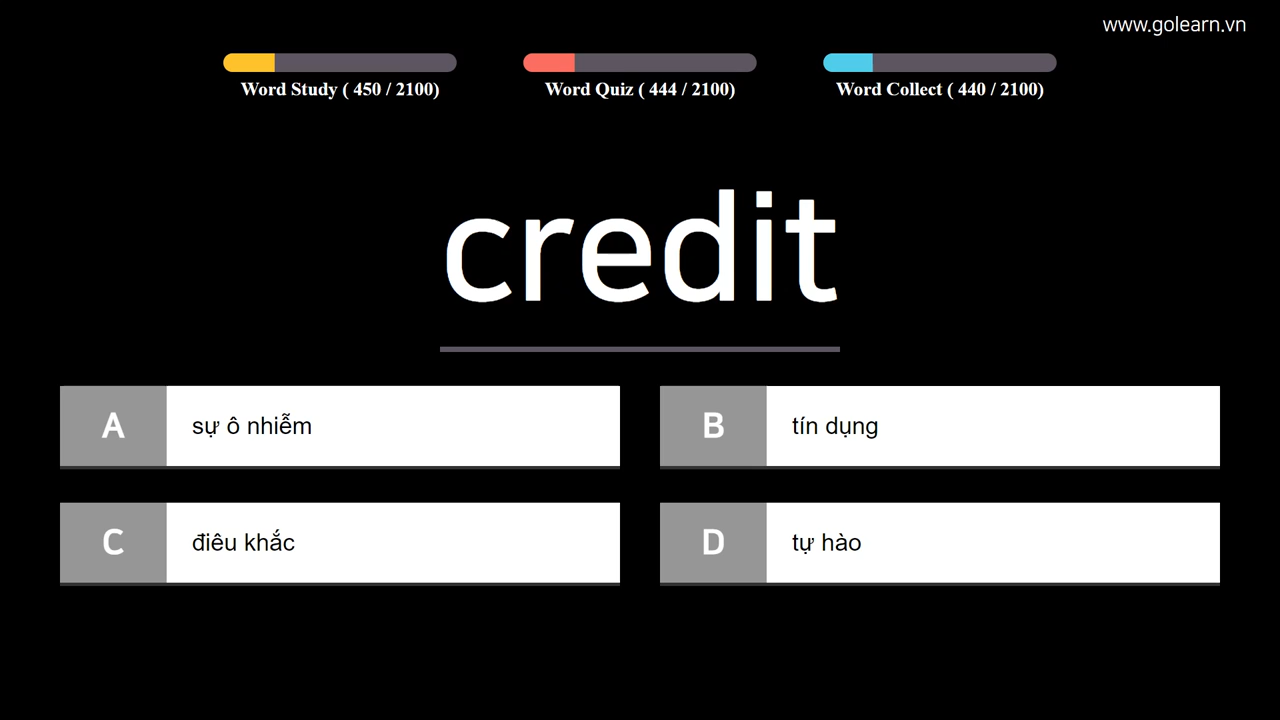 www.golearn.vn
Word Study ( 450 / 2100)
Word Quiz ( 444 / 2100)
Word Collect ( 440 / 2100)
credit
A sự ô nhiễm
B tín dụng
C điêu khắc
D tự hào